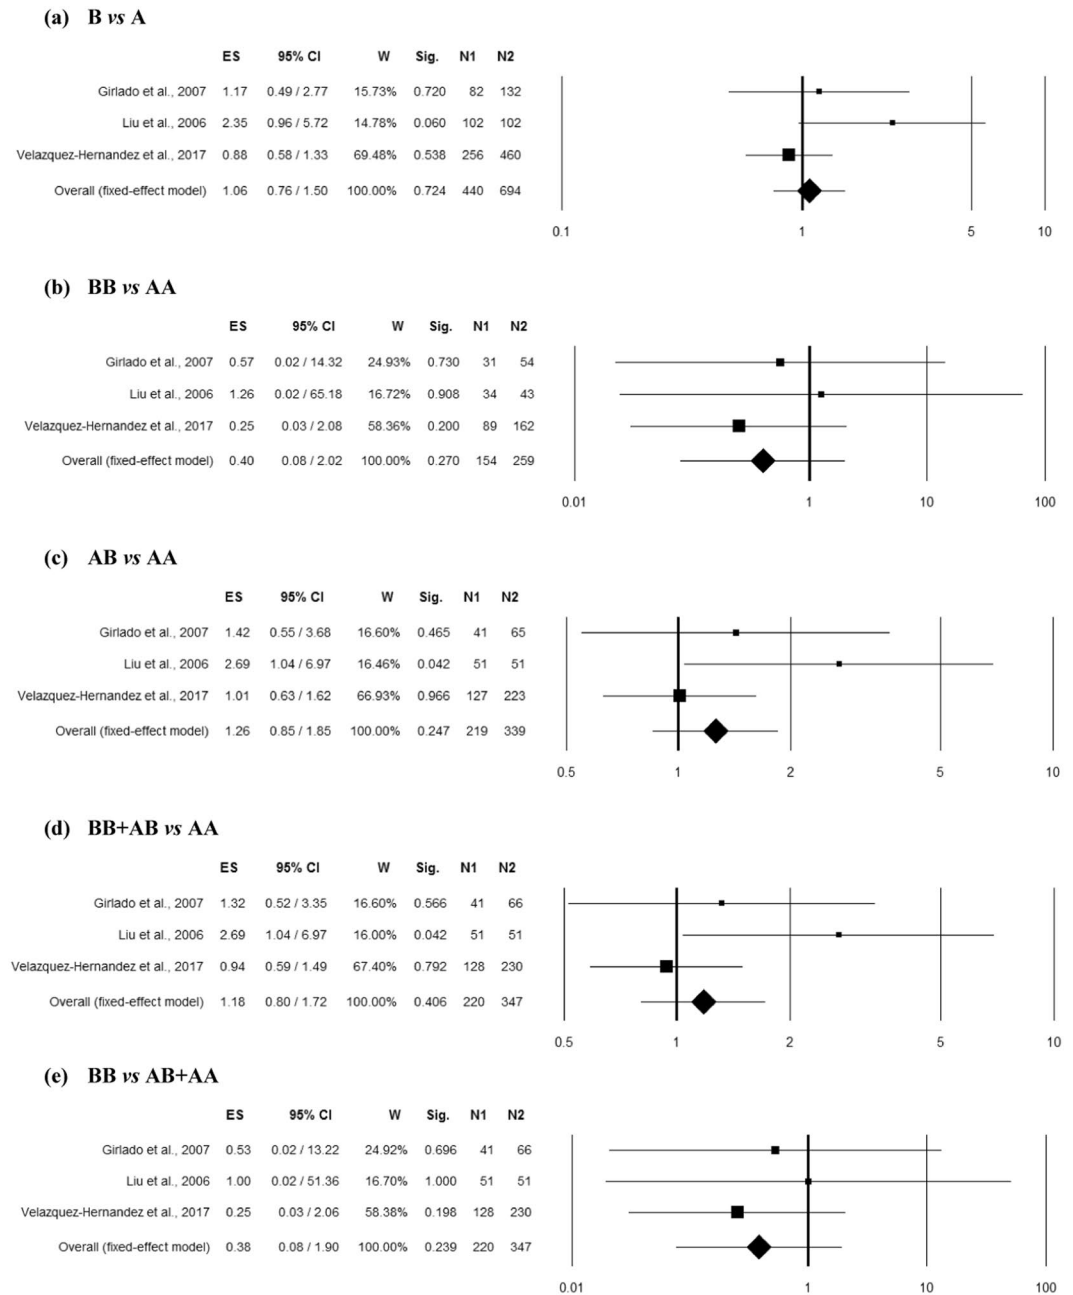 (a) B vs A
ES 95% CI W Sig. N1 N2
Girlado et al., 2007 1.17 0.49 / 2.77 15.73% 0.720 82 132
Liu et al., 2006 2.35 0.96 / 5.72 14.78% 0.060 102 102
Velazquez-Hernandez et al., 2017 0.88 0.58 / 1.33 69.48% 0.538 256 460
Overall (fixed-effect model) 1.06 0.76 / 1.50 100.00% 0.724 440 694
0.1 1 5 10
(b) BB vs AA
ES 95% CI W Sig. N1 N2
Girlado et al., 2007 0.57 0.02 / 14.32 24.93% 0.730 31 54
Liu et al., 2006 1.26 0.02 / 65.18 16.72% 0.908 34 43
Velazquez-Hernandez et al., 2017 0.25 0.03 / 2.08 58.36% 0.200 89 162
Overall (fixed-effect model) 0.40 0.08 / 2.02 100.00% 0.270 154 259
0.01 1 10 100
(c) AB vs AA
ES 95% CI W Sig. N1 N2
Girlado et al., 2007 1.42 0.55 / 3.68 16.60% 0.465 41 65
Liu et al., 2006 2.69 1.04 / 6.97 16.46% 0.042 51 51
Velazquez-Hernandez et al., 2017 1.01 0.63 / 1.62 66.93% 0.966 127 223
Overall (fixed-effect model) 1.26 0.85 / 1.85 100.00% 0.247 219 339
0.5 1 2 5 10
(d) BB+AB vs AA
ES 95% CI W Sig. N1 N2
Girlado et al., 2007 1.32 0.52 / 3.35 16.60% 0.566 41 66
Liu et al., 2006 2.69 1.04 / 6.97 16.00% 0.042 51 51
Velazquez-Hernandez et al., 2017 0.94 0.59 / 1.49 67.40% 0.792 128 230
Overall (fixed-effect model) 1.18 0.80 / 1.72 100.00% 0.406 220 347
0.5 1 2 5 10
(e) BB vs AB+AA
ES 95% CI W Sig. N1 N2
Girlado et al., 2007 0.53 0.02 / 13.22 24.92% 0.696 41 66
Liu et al., 2006 1.00 0.02 / 51.36 16.70% 1.000 51 51
Velazquez-Hernandez et al., 2017 0.25 0.03 / 2.06 58.38% 0.198 128 230
Overall (fixed-effect model) 0.38 0.08 / 1.90 100.00% 0.239 220 347
0.01 1 10 100